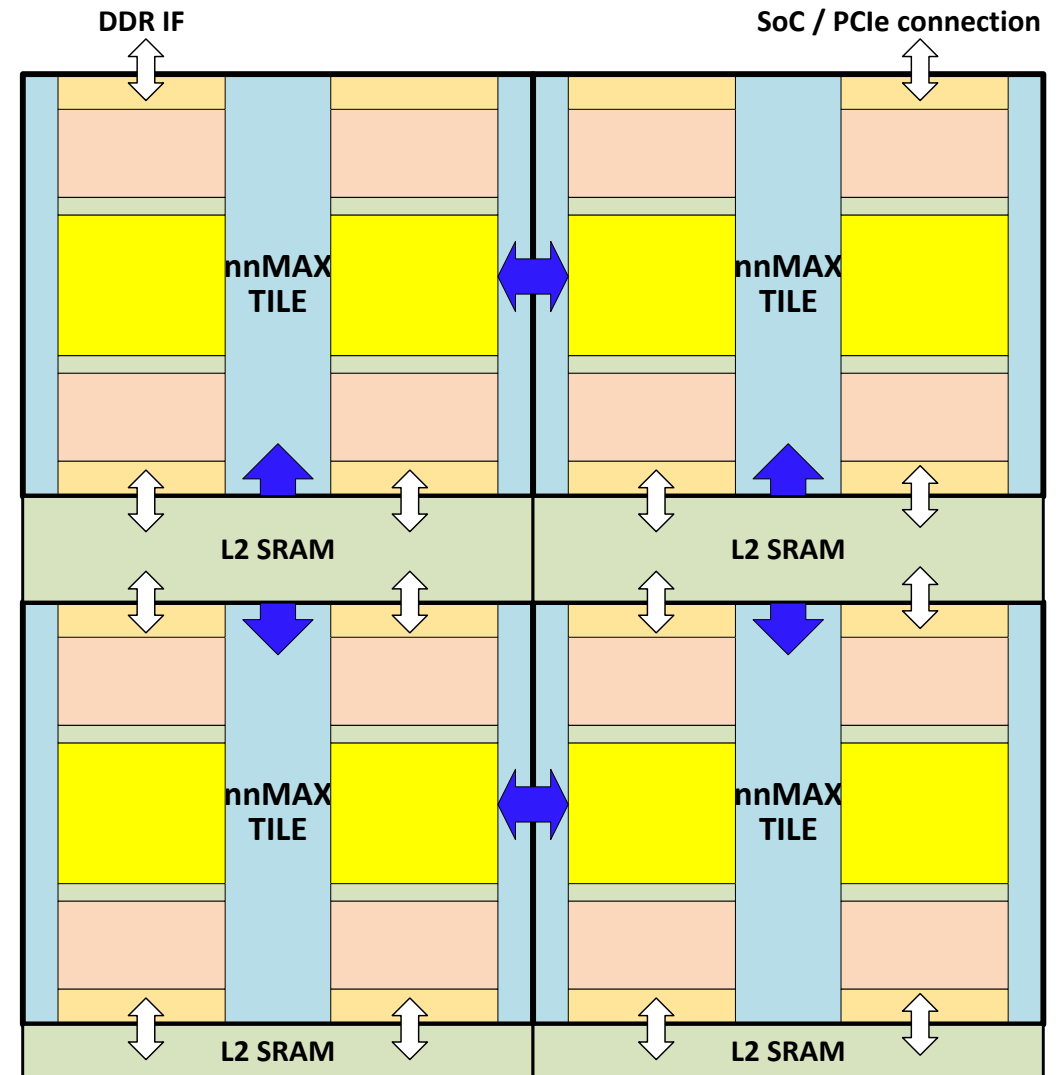 DDR IF
SoC / PCIe connection
nnMAX
TILE
nnMAX
TILE
L2 SRAM
L2 SRAM
nnMAX
TILE
nnMAX
TILE
L2 SRAM
L2 SRAM